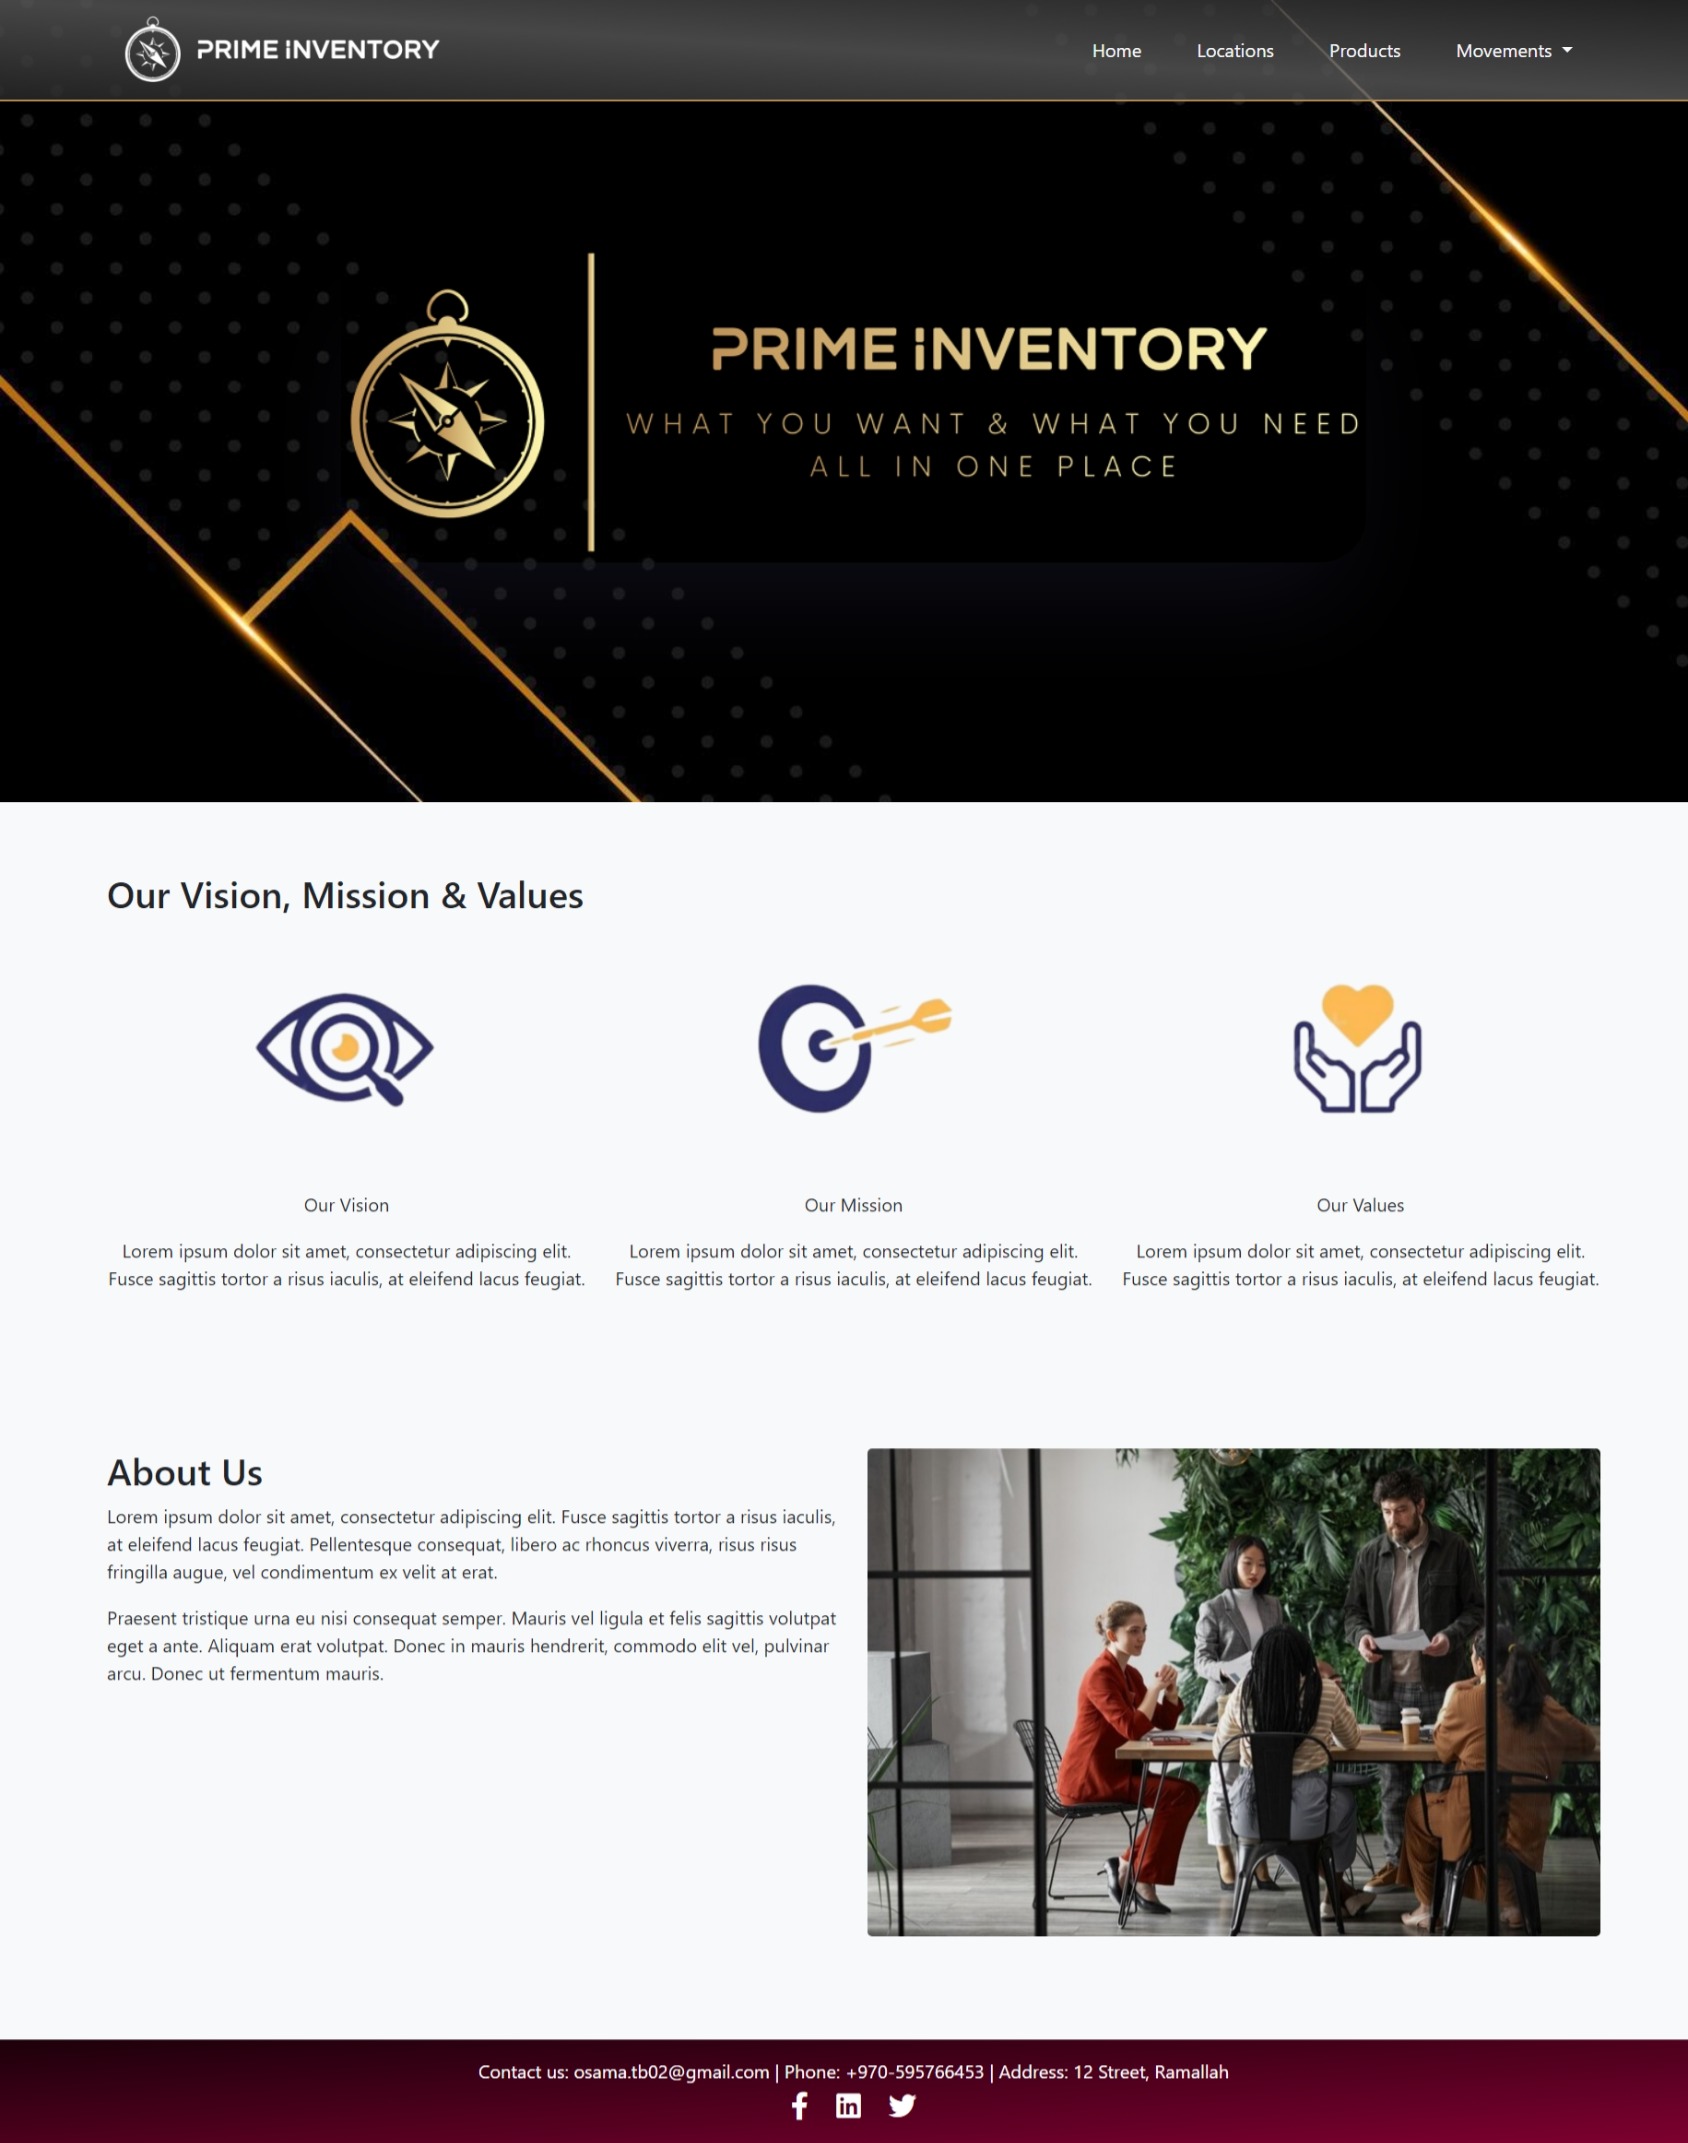 PRIME iNVENTORY
Home Locations Products Movements
PRIME iNVENTORY
WHAT YOU WANT & WHAT YOU NEED
ALL IN ONE PLACE
Our Vision, Mission & Values
Our Vision
Lorem ipsum dolor sit amet, consectetur adipiscing elit.
Fusce sagittis tortor a risus iaculis, at eleifend lacus feugiat.
Our Mission
Lorem ipsum dolor sit amet, consectetur adipiscing elit.
Fusce sagittis tortor a risus iaculis, at eleifend lacus feugiat.
Our Values
Lorem ipsum dolor sit amet, consectetur adipiscing elit.
Fusce sagittis tortor a risus iaculis, at eleifend lacus feugiat.
About Us
Lorem ipsum dolor sit amet, consectetur adipiscing elit. Fusce sagittis tortor a risus iaculis,
at eleifend lacus feugiat. Pellentesque consequat, libero ac rhoncus viverra, risus risus
fringilla augue, vel condimentum ex velit at erat.
Praesent tristique urna eu nisi consequat semper. Mauris vel ligula et felis sagittis volutpat
eget a ante. Aliquam erat volutpat. Donec in mauris hendrerit, commodo elit vel, pulvinar
arcu. Donec ut fermentum mauris.
Contact us: osama.tb02@gmail.com | Phone: +970-595766453 | Address: 12 Street, Ramallah